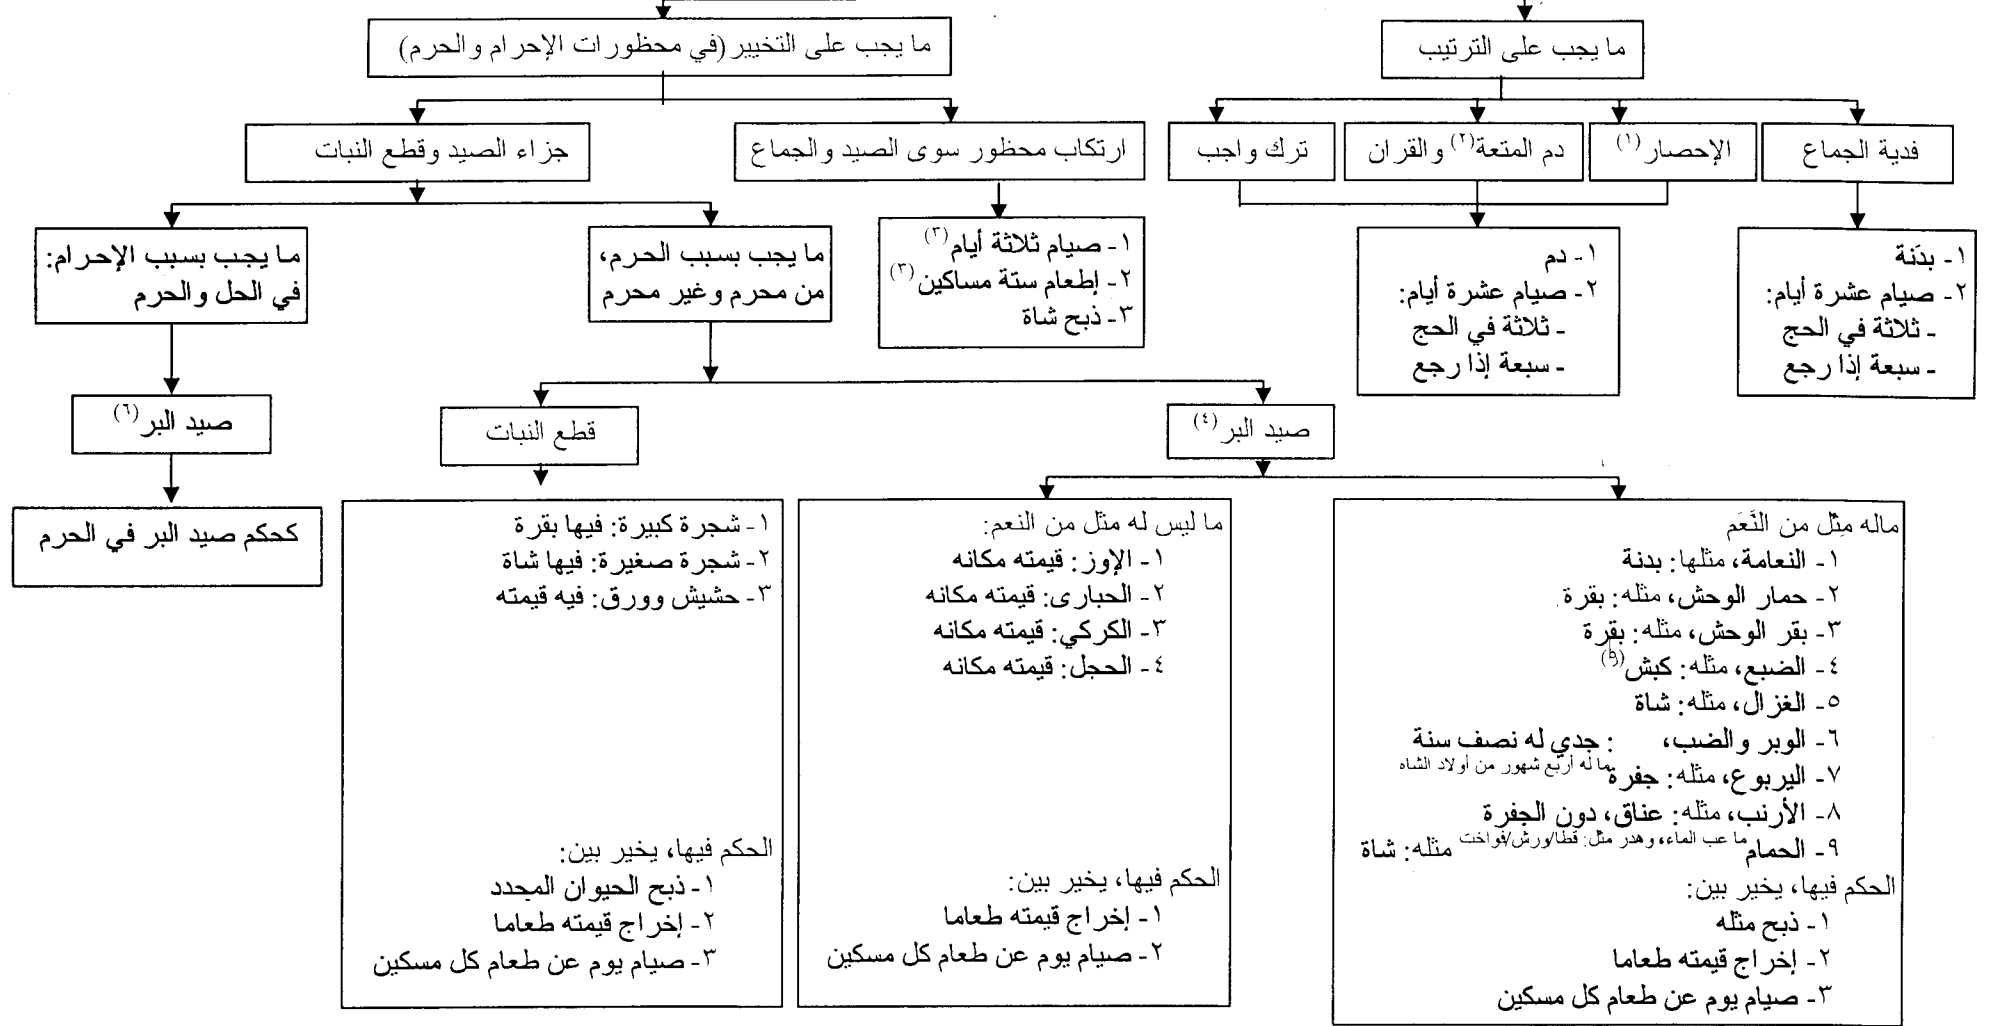 ما يجب على الترتيب
فدية الجماع
الإحصار(١)
دم المتعة(٢) والقران
ترك واجب
١- بدَنة
٢- صيام عشرة أيام:
- ثلاثة في الحج
- سبعة إذا رجع
١- دم
٢- صيام عشرة أيام:
- ثلاثة في الحج
- سبعة إذا رجع
ما يجب على التخيير (في محظورات الإحرام والحرم)
ارتكاب محظور سوى الصيد والجماع
١- صيام ثلاثة أيام(٣)
٢- إطعام ستة مساكين(٣)
٣- ذبح شاة
جزاء الصيد وقطع النبات
ما يجب بسبب الحرم،
من محرم وغير محرم
ما يجب بسبب الإحرام:
في الحل والحرم
صيد البر(٤)
قطع النبات
صيد البر(٦)
ماله مِثل من النَّعَم
١- النعامة، مثلها: بدنة
٢- حمار الوحش، مثله: بقرة
٣- بقر الوحش، مثله: بقرة
٤- الضبع، مثله: كبش
٥- الغزال، مثله: شاة
٦- الوبر والضب، : جدي له نصف سنة
٧- اليربوع، مثله: جفرة ما له أربع شهور من أولاد الشاه
٨- الأرنب، مثله: عناق، دون الجفرة
٩- الحمام ما عب الماء، وهدر مثل: قطا/ورش/فواخت مثله: شاة
الحكم فيها، يخير بين:
١- ذبح مثله
٢- إخراج قيمته طعاما
٣- صيام يوم عن طعام كل مسكين
ما ليس له مثل من النعم:
١- الإوز: قيمته مكانه
٢- الحبارى: قيمته مكانه
٣- الكركي: قيمته مكانه
٤- الحجل: قيمته مكانه
الحكم فيها، يخير بين:
١- إخراج قيمته طعاما
٢- صيام يوم عن طعام كل مسكين
١- شجرة كبيرة: فيها بقرة
٢- شجرة صغيرة: فيها شاة
٣- حشيش وورق: فيه قيمته
الحكم فيها، يخير بين:
١- ذبح الحيوان المجدد
٢- إخراج قيمته طعاما
٣- صيام يوم عن طعام كل مسكين
كحكم صيد البر في الحرم